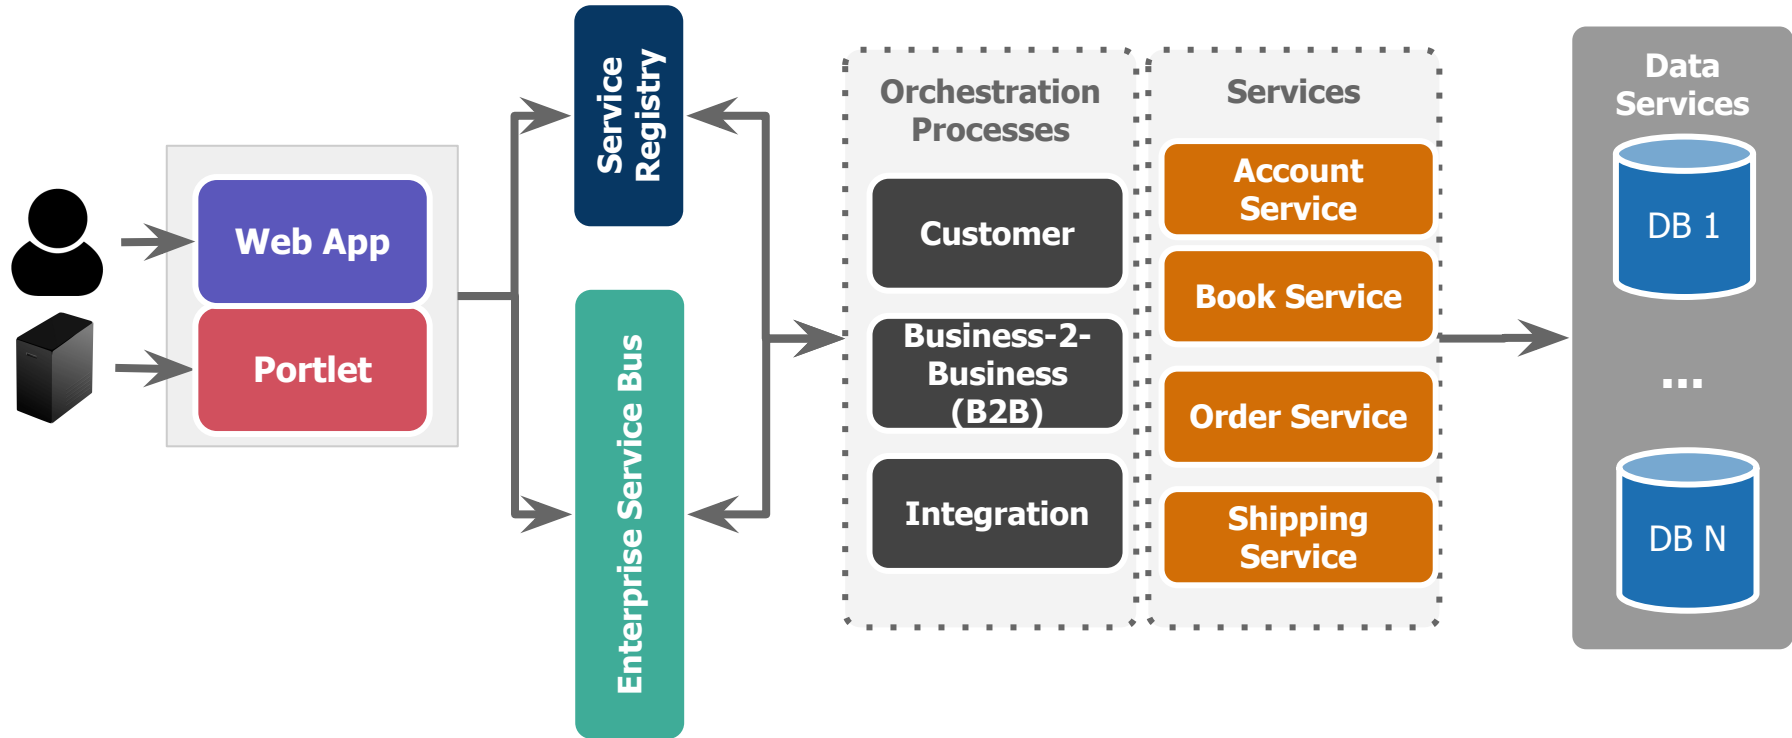 Web App
Portlet
Service
Registry
Enterprise Service Bus
Orchestration
Processes
Customer
Business-2-
Business
(B2B)
Integration
Services
Account
Service
Book Service
Order Service
Shipping
Service
Data
Services
DB 1
...
DB N